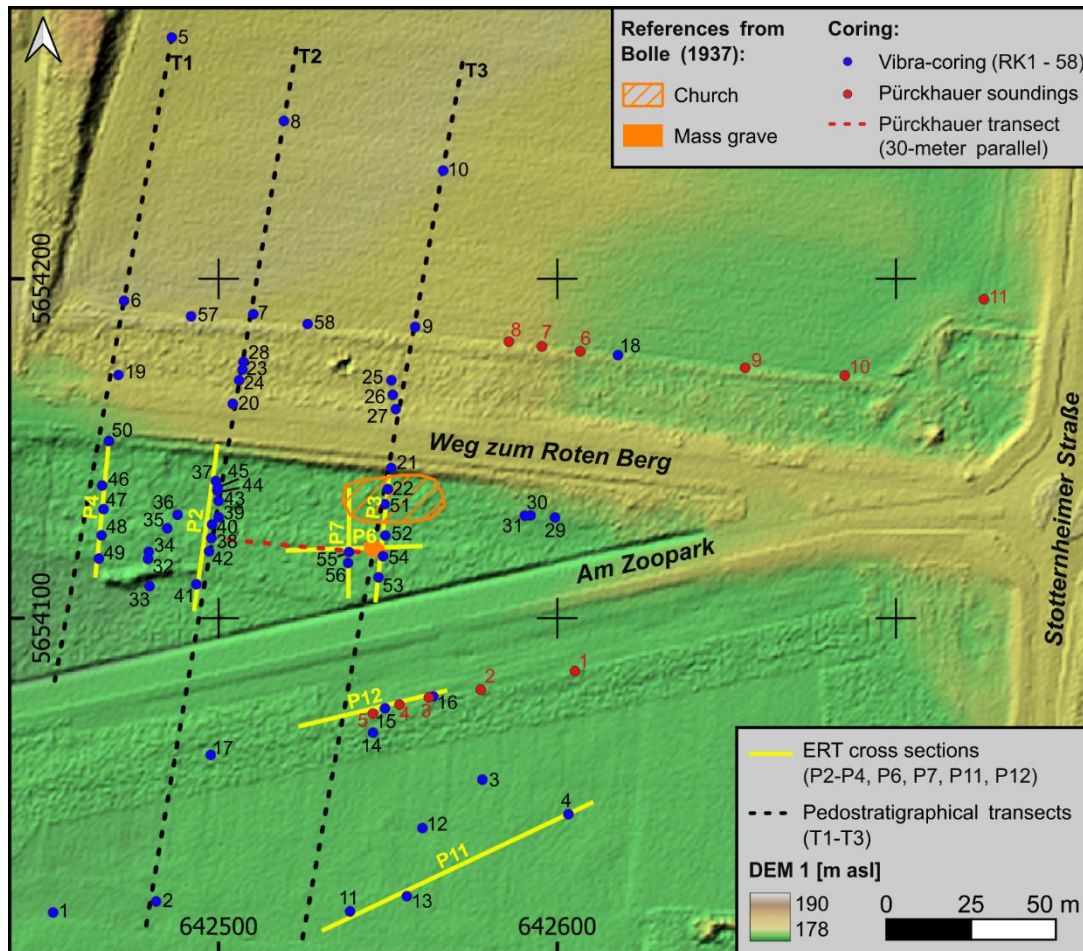 References from
Bolle (1937):
Church
Mass grave
Coring:
Vibra-coring (RK1 - 58)
Pürckhauer soundings
Pürckhauer transect
(30-meter parallel)
5
T1
T2
T3
8
10
5654200
6
57
7
58
9
8
7
6
18
11
9
10
19
28
23
24
20
25
26
27
Weg zum Roten Berg
50
21
46
47
P4
48
49
36
35
34
32
33
37
45
44
43
P2
39
40
38
42
41
22
P3
51
P7
P6
52
55
54
56
53
30
31
29
Am Zoopark
Stotternheimer Straße
5654100
1
2
P12
3
16
4
5
15
14
17
3
4
12
P11
13
11
2
1
642500
642600
ERT cross sections
(P2-P4, P6, P7, P11, P12)
Pedostratigraphical transects
(T1-T3)
DEM 1 [m asl]
190
178
0
25
50 m